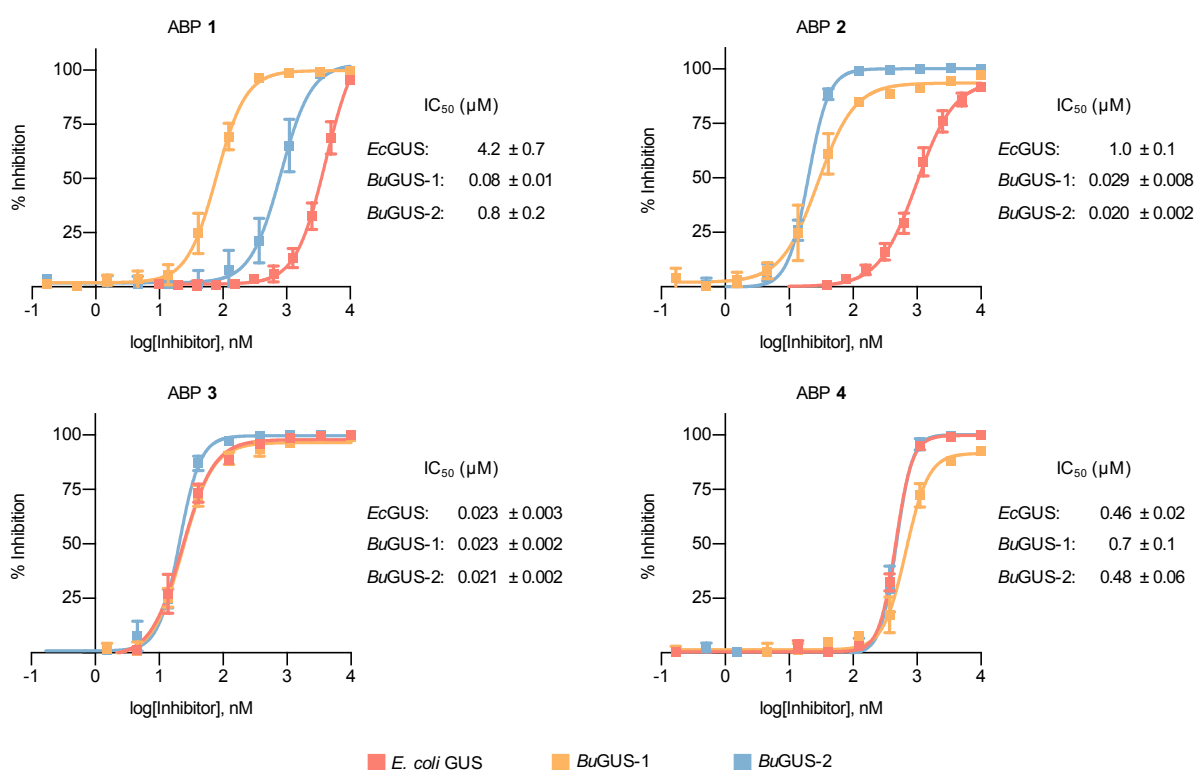 ABP 1
100
75
50
25
% Inhibition
-1 0 1 2 3 4
log[Inhibitor], nM
IC50 (µM)
EcGUS: 4.2 ± 0.7
BuGUS-1: 0.08 ± 0.01
BuGUS-2: 0.8 ± 0.2
ABP 2
100
75
50
25
% Inhibition
-1 0 1 2 3 4
log[Inhibitor], nM
IC50 (µM)
EcGUS: 1.0 ± 0.1
BuGUS-1: 0.029 ± 0.008
BuGUS-2: 0.020 ± 0.002
ABP 3
100
75
50
25
% Inhibition
-1 0 1 2 3 4
log[Inhibitor], nM
IC50 (µM)
EcGUS: 0.023 ± 0.003
BuGUS-1: 0.023 ± 0.002
BuGUS-2: 0.021 ± 0.002
ABP 4
100
75
50
25
% Inhibition
-1 0 1 2 3 4
log[Inhibitor], nM
IC50 (µM)
EcGUS: 0.46 ± 0.02
BuGUS-1: 0.7 ± 0.1
BuGUS-2: 0.48 ± 0.06
E. coli GUS BuGUS-1 BuGUS-2